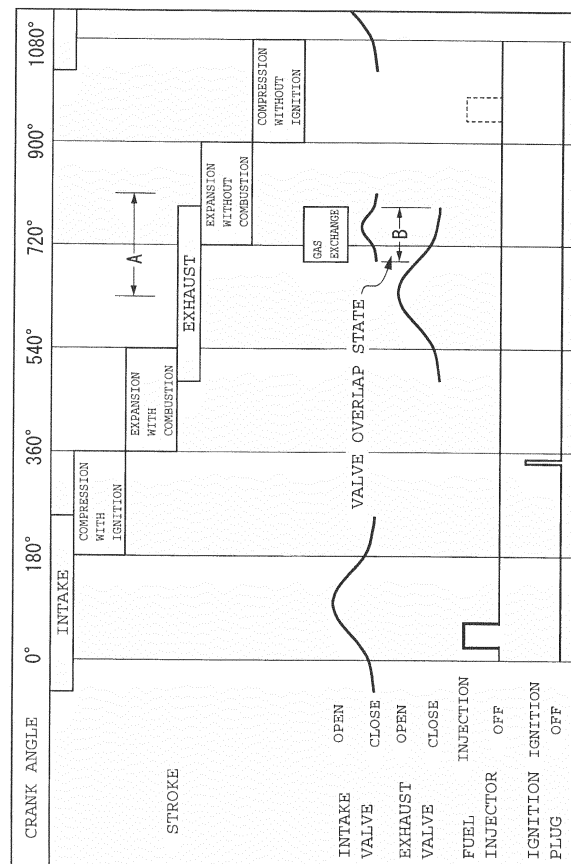 CRANK ANGLE
0°
180°
360°
540°
720°
900°
1080°
STROKE
INTAKE
COMPRESSION
WITH
IGNITION
EXPANSION
WITH
COMBUSTION
EXHAUST
A
EXPANSION
WITHOUT
COMBUSTION
COMPRESSION
WITHOUT
IGNITION
GAS
EXCHANGE
INTAKE
VALVE
OPEN
CLOSE
VALVE OVERLAP STATE
B
EXHAUST
VALVE
OPEN
CLOSE
FUEL
INJECTOR
INJECTION
OFF
IGNITION
PLUG
IGNITION
OFF